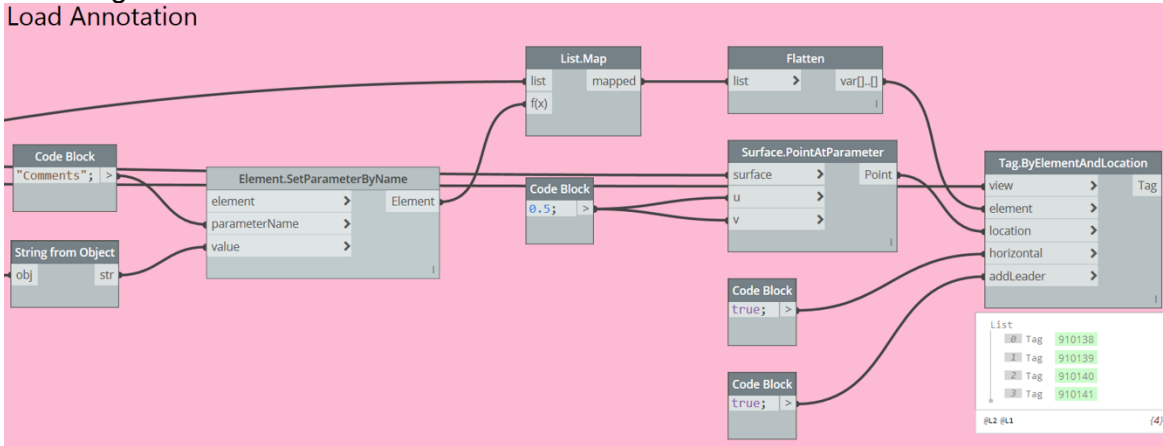 Load Annotation
List.Map
list mapped
f(x)
Flatten
list > var[]..[]
Code Block
"Comments"; >
Element.SetParameterByName
element > Element
parameterName >
value >
String from Object
obj str
Code Block
0.5; >
Surface.PointAtParameter
surface > Point
u >
v >
Tag.ByElementAndLocation
view > Tag
element >
location >
horizontal >
addLeader >
Code Block
true; >
Code Block
true; >
List
0 Tag 910138
1 Tag 910139
2 Tag 910140
3 Tag 910141
@L2 @L1 {4}